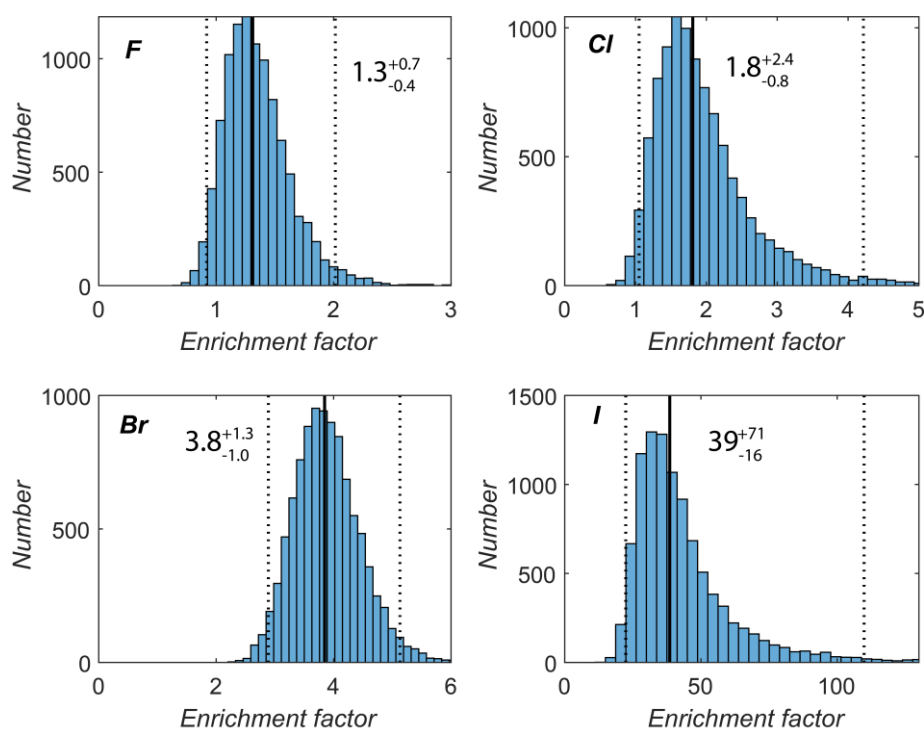 F
1.3 +0.7 -0.4
Number
1000
500
0
0 1 2 3
Enrichment factor
Cl
1.8 +2.4 -0.8
Number
1000
500
0
0 1 2 3 4 5
Enrichment factor
Br
3.8 +1.3 -1.0
Number
1000
500
0
0 2 4 6
Enrichment factor
I
39 +71 -16
Number
1500
1000
500
0
0 50 100
Enrichment factor